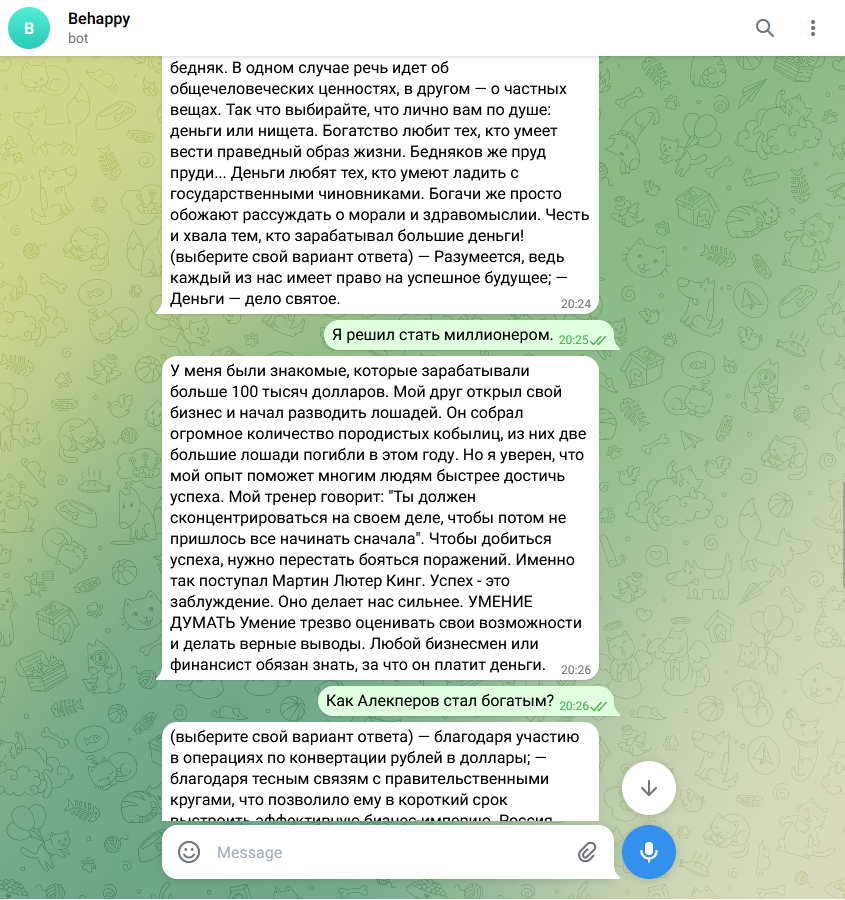 B
Behappy
bot
бедняк. В одном случае речь идет об
общечеловеческих ценностях, в другом — о частных
вещах. Так что выбирайте, что лично вам по душе:
деньги или нищета. Богатство любит тех, кто умеет
вести праведный образ жизни. Бедняков же пруд
пруди... Деньги любят тех, кто умеют ладить с
государственными чиновниками. Богачи же просто
обожают рассуждать о морали и здравомыслии. Честь
и хвала тем, кто зарабатывал большие деньги!
(выберите свой вариант ответа) — Разумеется, ведь
каждый из нас имеет право на успешное будущее; —
Деньги — дело святое.
20:24
Я решил стать миллионером. 20:25
У меня были знакомые, которые зарабатывали
больше 100 тысяч долларов. Мой друг открыл свой
бизнес и начал разводить лошадей. Он собрал
огромное количество породистых кобылиц, из них две
большие лошади погибли в этом году. Но я уверен, что
мой опыт поможет многим людям быстрее достичь
успеха. Мой тренер говорит: "Ты должен
сконцентрироваться на своем деле, чтобы потом не
пришлось все начинать сначала". Чтобы добиться
успеха, нужно перестать бояться поражений. Именно
так поступал Мартин Лютер Кинг. Успех - это
заблуждение. Оно делает нас сильнее. УМЕНИЕ
ДУМАТЬ Умение трезво оценивать свои возможности
и делать верные выводы. Любой бизнесмен или
финансист обязан знать, за что он платит деньги.
20:26
Как Алекперов стал богатым? 20:26
(выберите свой вариант ответа) — благодаря участию
в операциях по конвертации рублей в доллары; —
благодаря тесным связям с правительственными
кругами, что позволило ему в короткий срок
выстроить эффективную бизнес-империю. Россия
Message